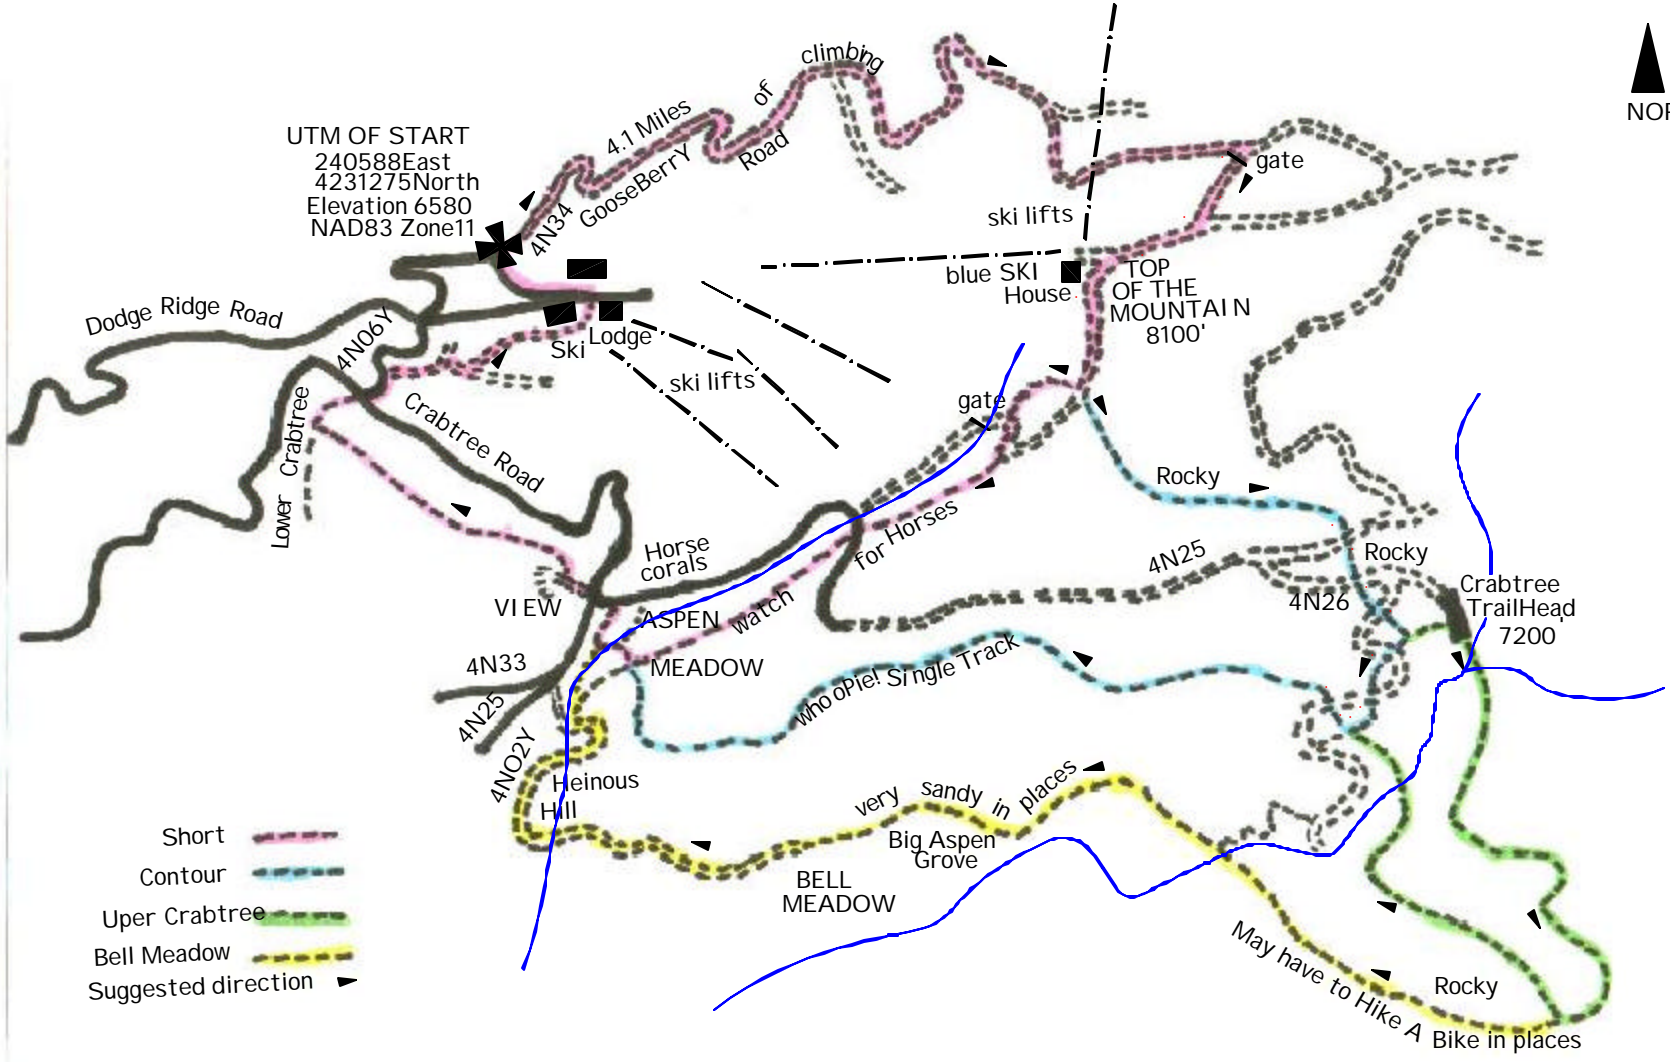 climbing
of
4.1 Miles
GooseBerrY
Road
NOR
UTM OF START
240588East
4231275North
Elevation 6580
NAD83 Zone11
4N34
gate
ski lifts
blue SKI
House
TOP
OF THE
MOUNTAIN
8100'
Dodge Ridge Road
4N06Y
Ski Lodge
ski lifts
Lower Crabtree
Crabtree Road
gate
Rocky
for Horses
watch
Horse
corals
VIEW
ASPEN
MEADOW
4N25
Rocky
4N26
Crabtree
TrailHead
7200'
4N33
4N25
4NO2Y
whooPie! Single Track
Heinous
Hill
very sandy in places
Big Aspen
Grove
BELL
MEADOW
May have to Hike A Bike in places
Rocky
Short
Contour
Uper Crabtree
Bell Meadow
Suggested direction